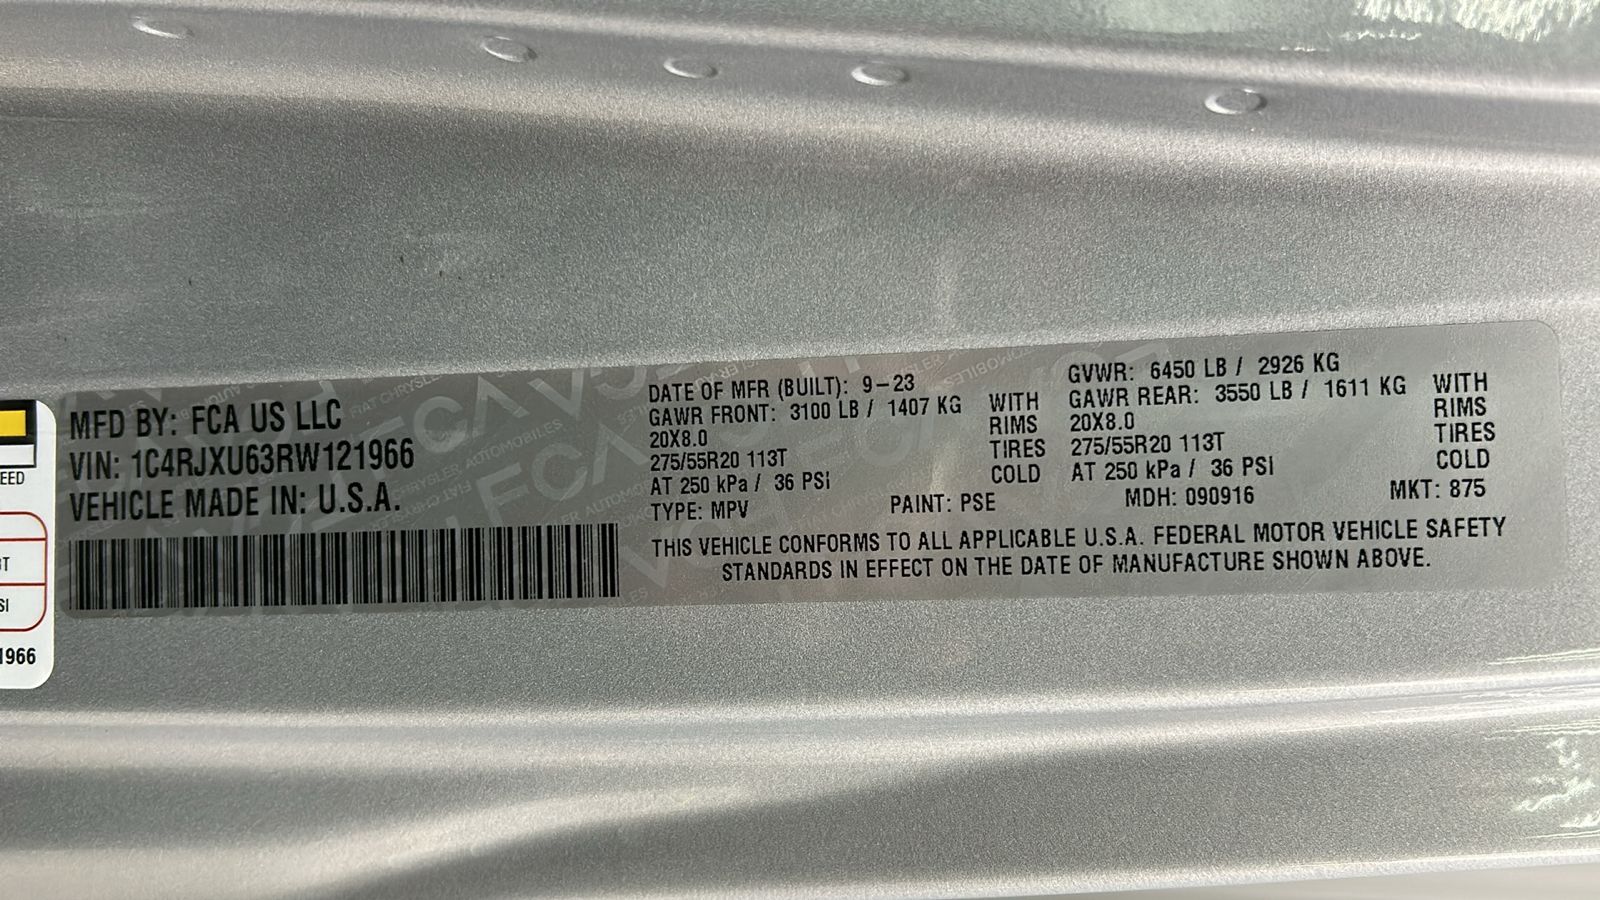 MFD BY: FCA US LLC
VIN: 1C4RJXU63RW121966
VEHICLE MADE IN: U.S.A.
DATE OF MFR (BUILT): 9-23
GAWR FRONT: 3100 LB / 1407 KG WITH
20X8.0 RIMS
275/55R20 113T TIRES
AT 250 kPa / 36 PSI COLD
TYPE: MPV PAINT: PSE
GVWR: 6450 LB / 2926 KG
GAWR REAR: 3550 LB / 1611 KG WITH
20X8.0 RIMS
275/55R20 113T TIRES
AT 250 kPa / 36 PSI COLD
MDH: 090916 MKT: 875
THIS VEHICLE CONFORMS TO ALL APPLICABLE U.S.A. FEDERAL MOTOR VEHICLE SAFETY
STANDARDS IN EFFECT ON THE DATE OF MANUFACTURE SHOWN ABOVE.
EED
1966